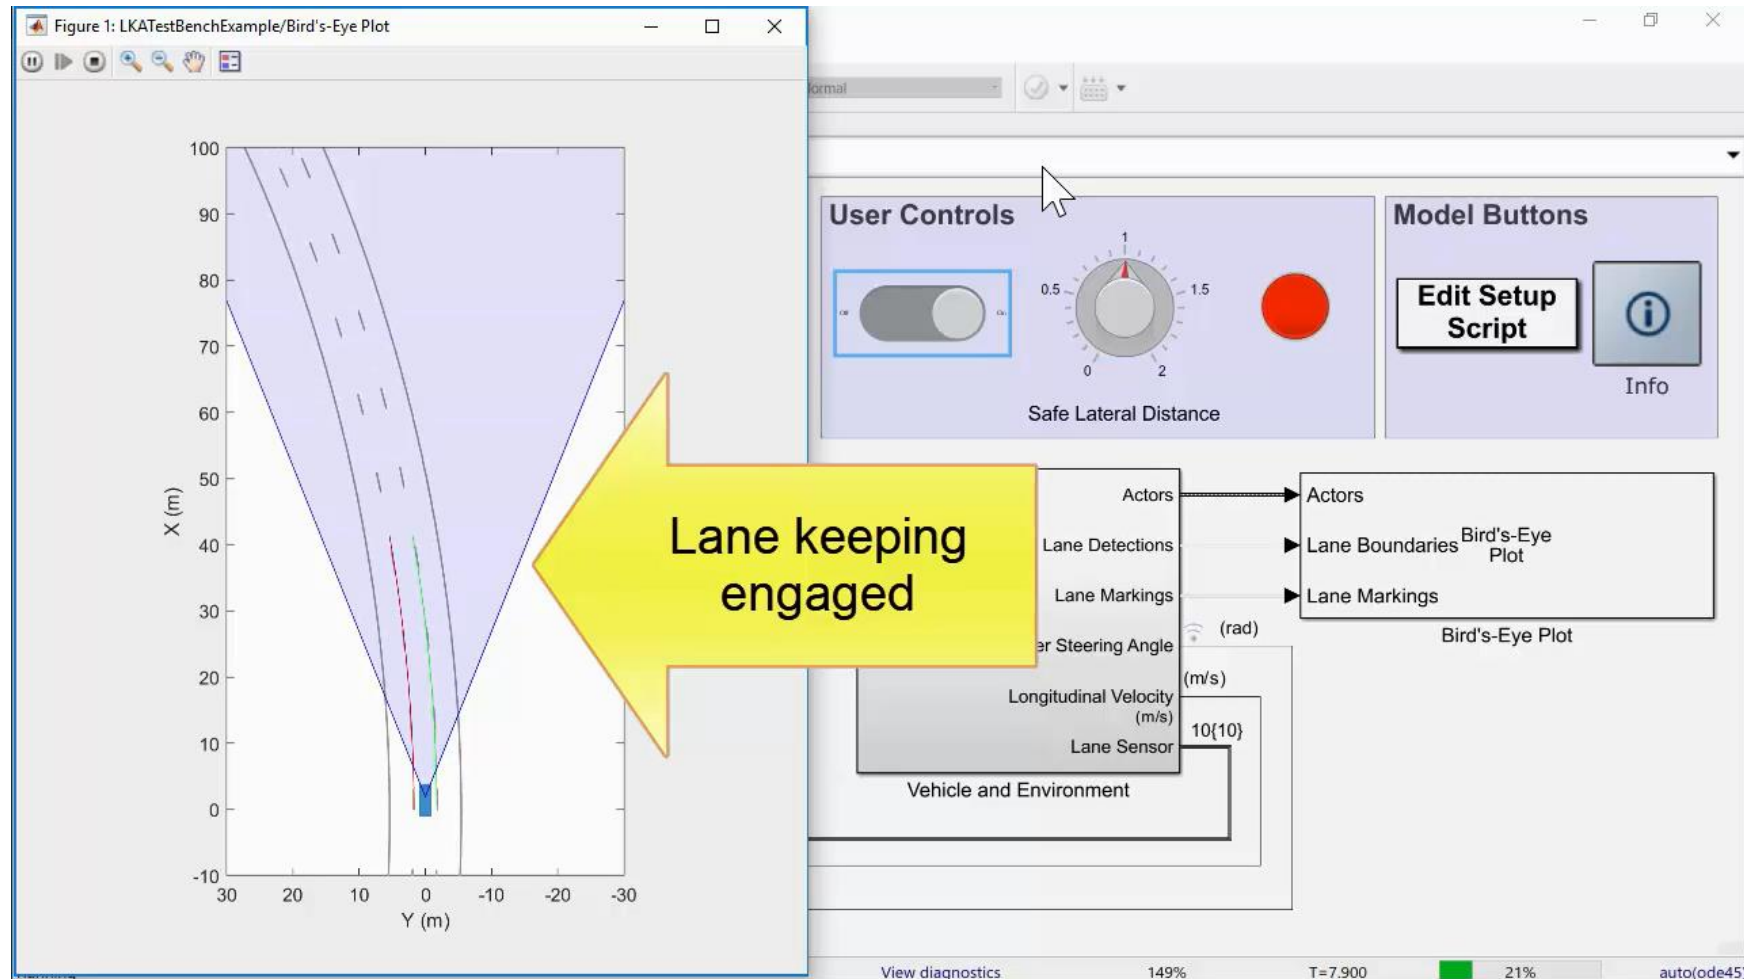 Figure 1: LKATestBenchExample/Bird's-Eye Plot
100
90
80
70
60
50
40
30
20
10
0
-10
X (m)
30 20 10 0 -10 -20 -30
Y (m)
Lane keeping
engaged
User Controls
Off
On
0
0.5
1
1.5
2
Safe Lateral Distance
Model Buttons
Edit Setup
Script
Info
Actors
Lane Detections
Lane Markings
Steering Angle
Longitudinal Velocity
(m/s)
Lane Sensor
Vehicle and Environment
(rad)
(m/s)
10{10}
Actors
Lane Boundaries
Lane Markings
Bird's-Eye
Plot
Bird's-Eye Plot
View diagnostics 149% T=7.900 21% auto(ode45